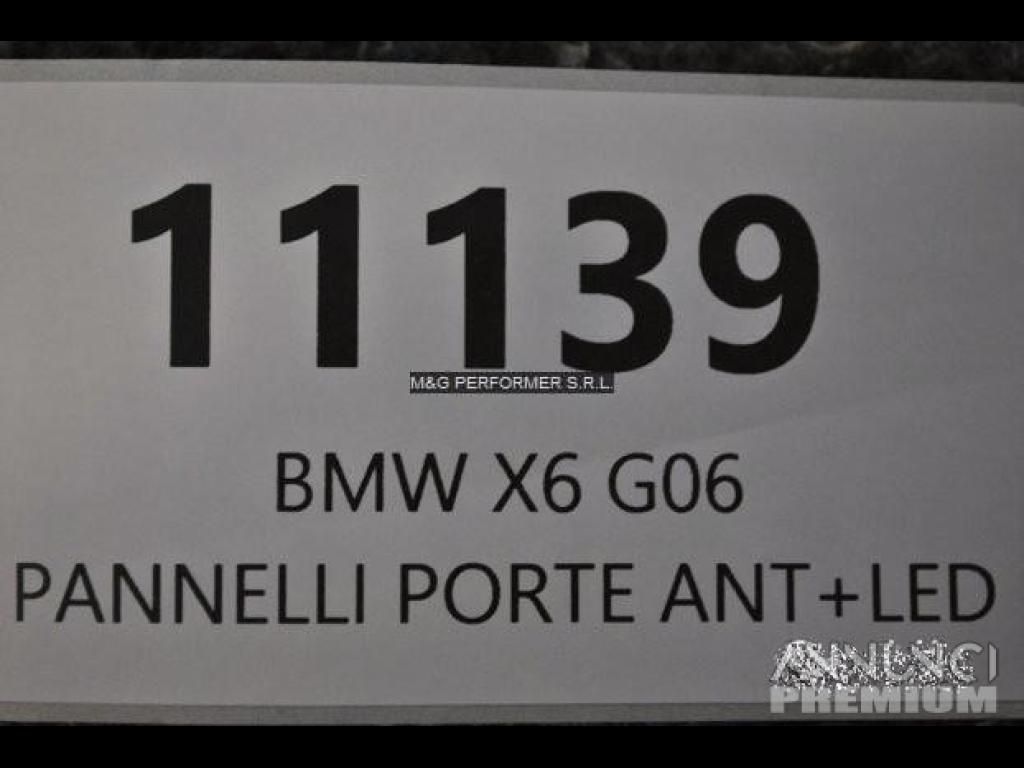 11139
M&G PERFORMER S.R.L.
BMW X6 G06
PANNELLI PORTE ANT+LED
ANNUNCI
PREMIUM